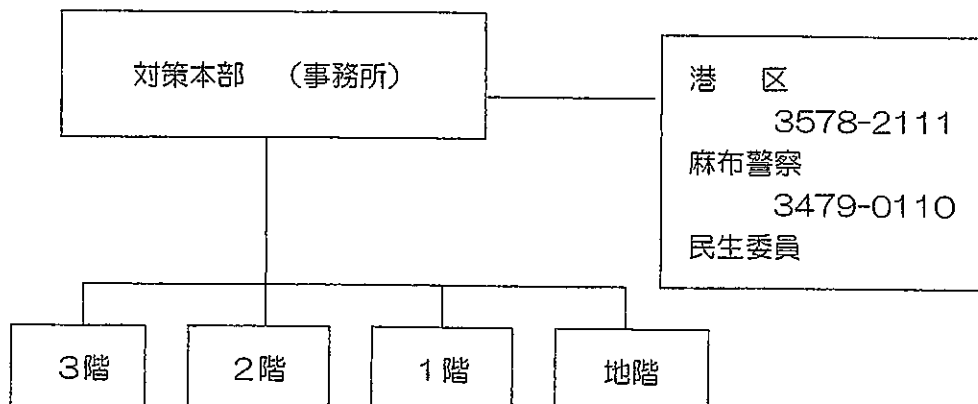 対策本部　（事務所）
港　区
3578-2111
麻布警察
3479-0110
民生委員
3階
2階
1階
地階